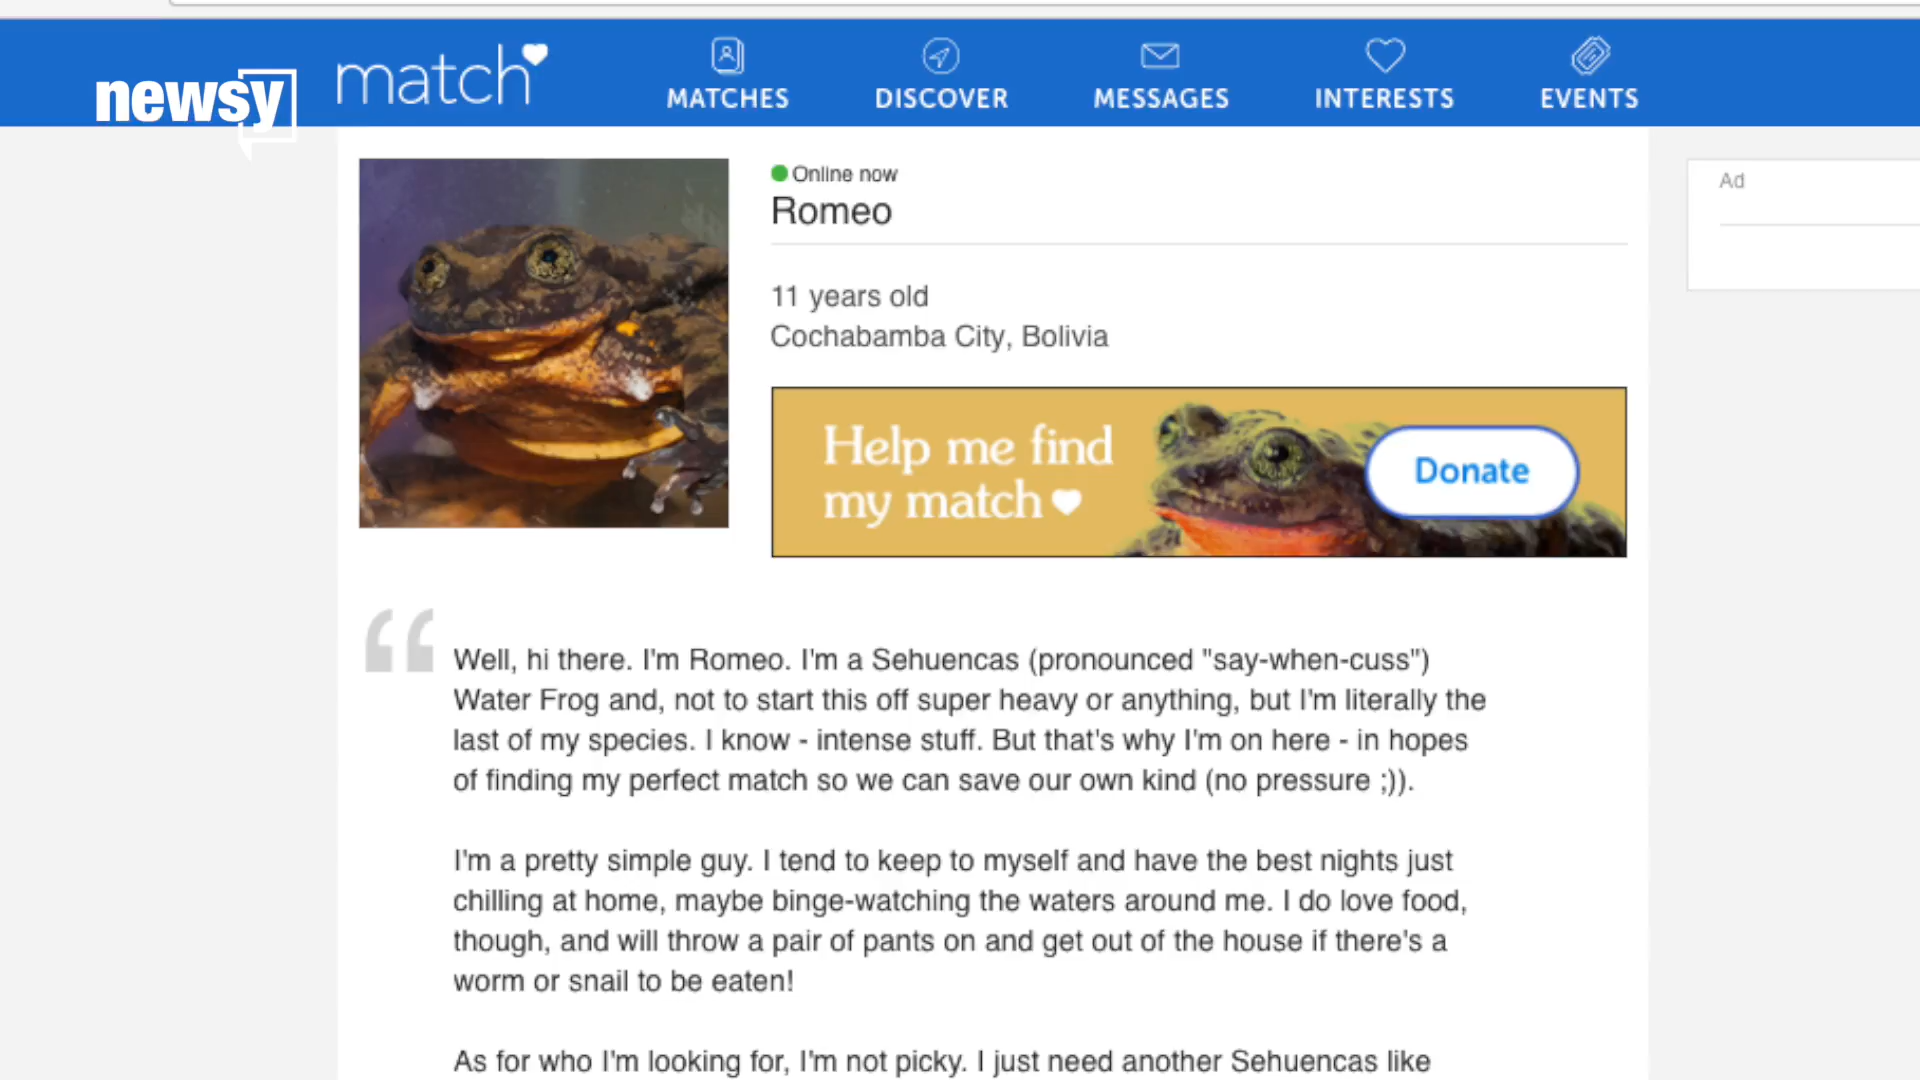 newsy
match
MATCHES
DISCOVER
MESSAGES
INTERESTS
EVENTS
Online now
Romeo
11 years old
Cochabamba City, Bolivia
Help me find
my match
Donate
Ad
“
Well, hi there. I'm Romeo. I'm a Sehuencas (pronounced "say-when-cuss")
Water Frog and, not to start this off super heavy or anything, but I'm literally the
last of my species. I know - intense stuff. But that's why I'm on here - in hopes
of finding my perfect match so we can save our own kind (no pressure ;)).
I'm a pretty simple guy. I tend to keep to myself and have the best nights just
chilling at home, maybe binge-watching the waters around me. I do love food,
though, and will throw a pair of pants on and get out of the house if there's a
worm or snail to be eaten!
As for who I'm looking for, I'm not picky. I just need another Sehuencas like